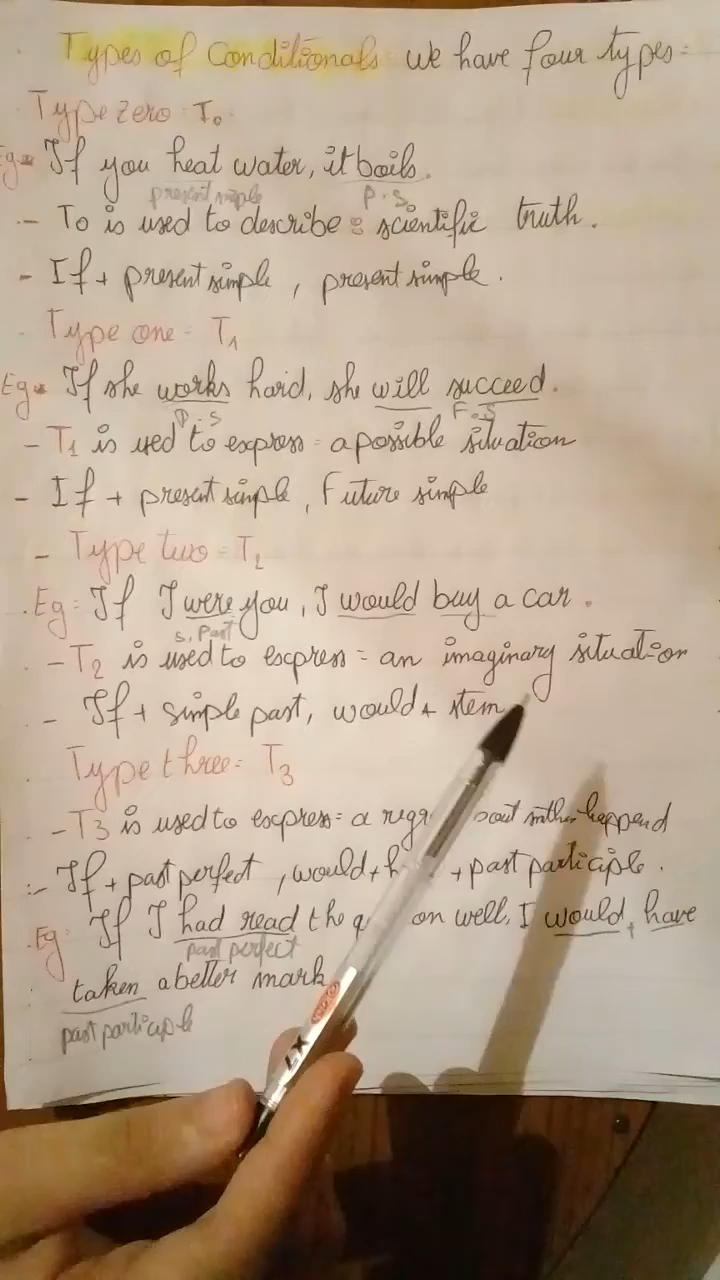 Types of Conditionals: we have four types =
Type zero = T0
Eg = If you heat water, it boils.
present simple P.S.
- T0 is used to describe = scientific truth.
- If + present simple, present simple.
Type one = T1
Eg = If she works hard, she will succeed.
P.S F.S
- T1 is used to express = a possible situation
- If + present simple, Future simple
- Type two = T2
Eg = If I were you, I would buy a car.
S. Past
- T2 is used to express = an imaginary situation
- If + simple past, would + stem
Type three = T3
- T3 is used to express = a happend
- If + past perfect, would + + past participle.
Eg: If I had read the on well, I would, have
past perfect
taken a better mark
past participle